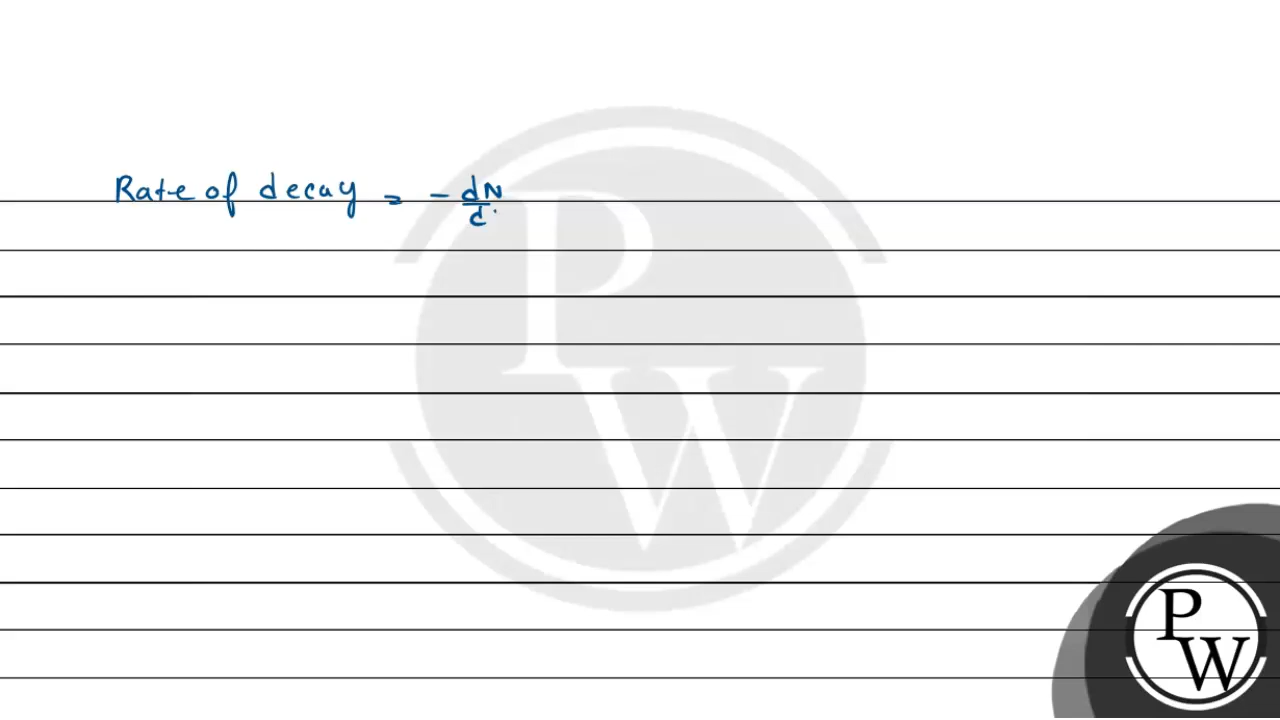 Rate of decay = - dN/d
P
W
P
W